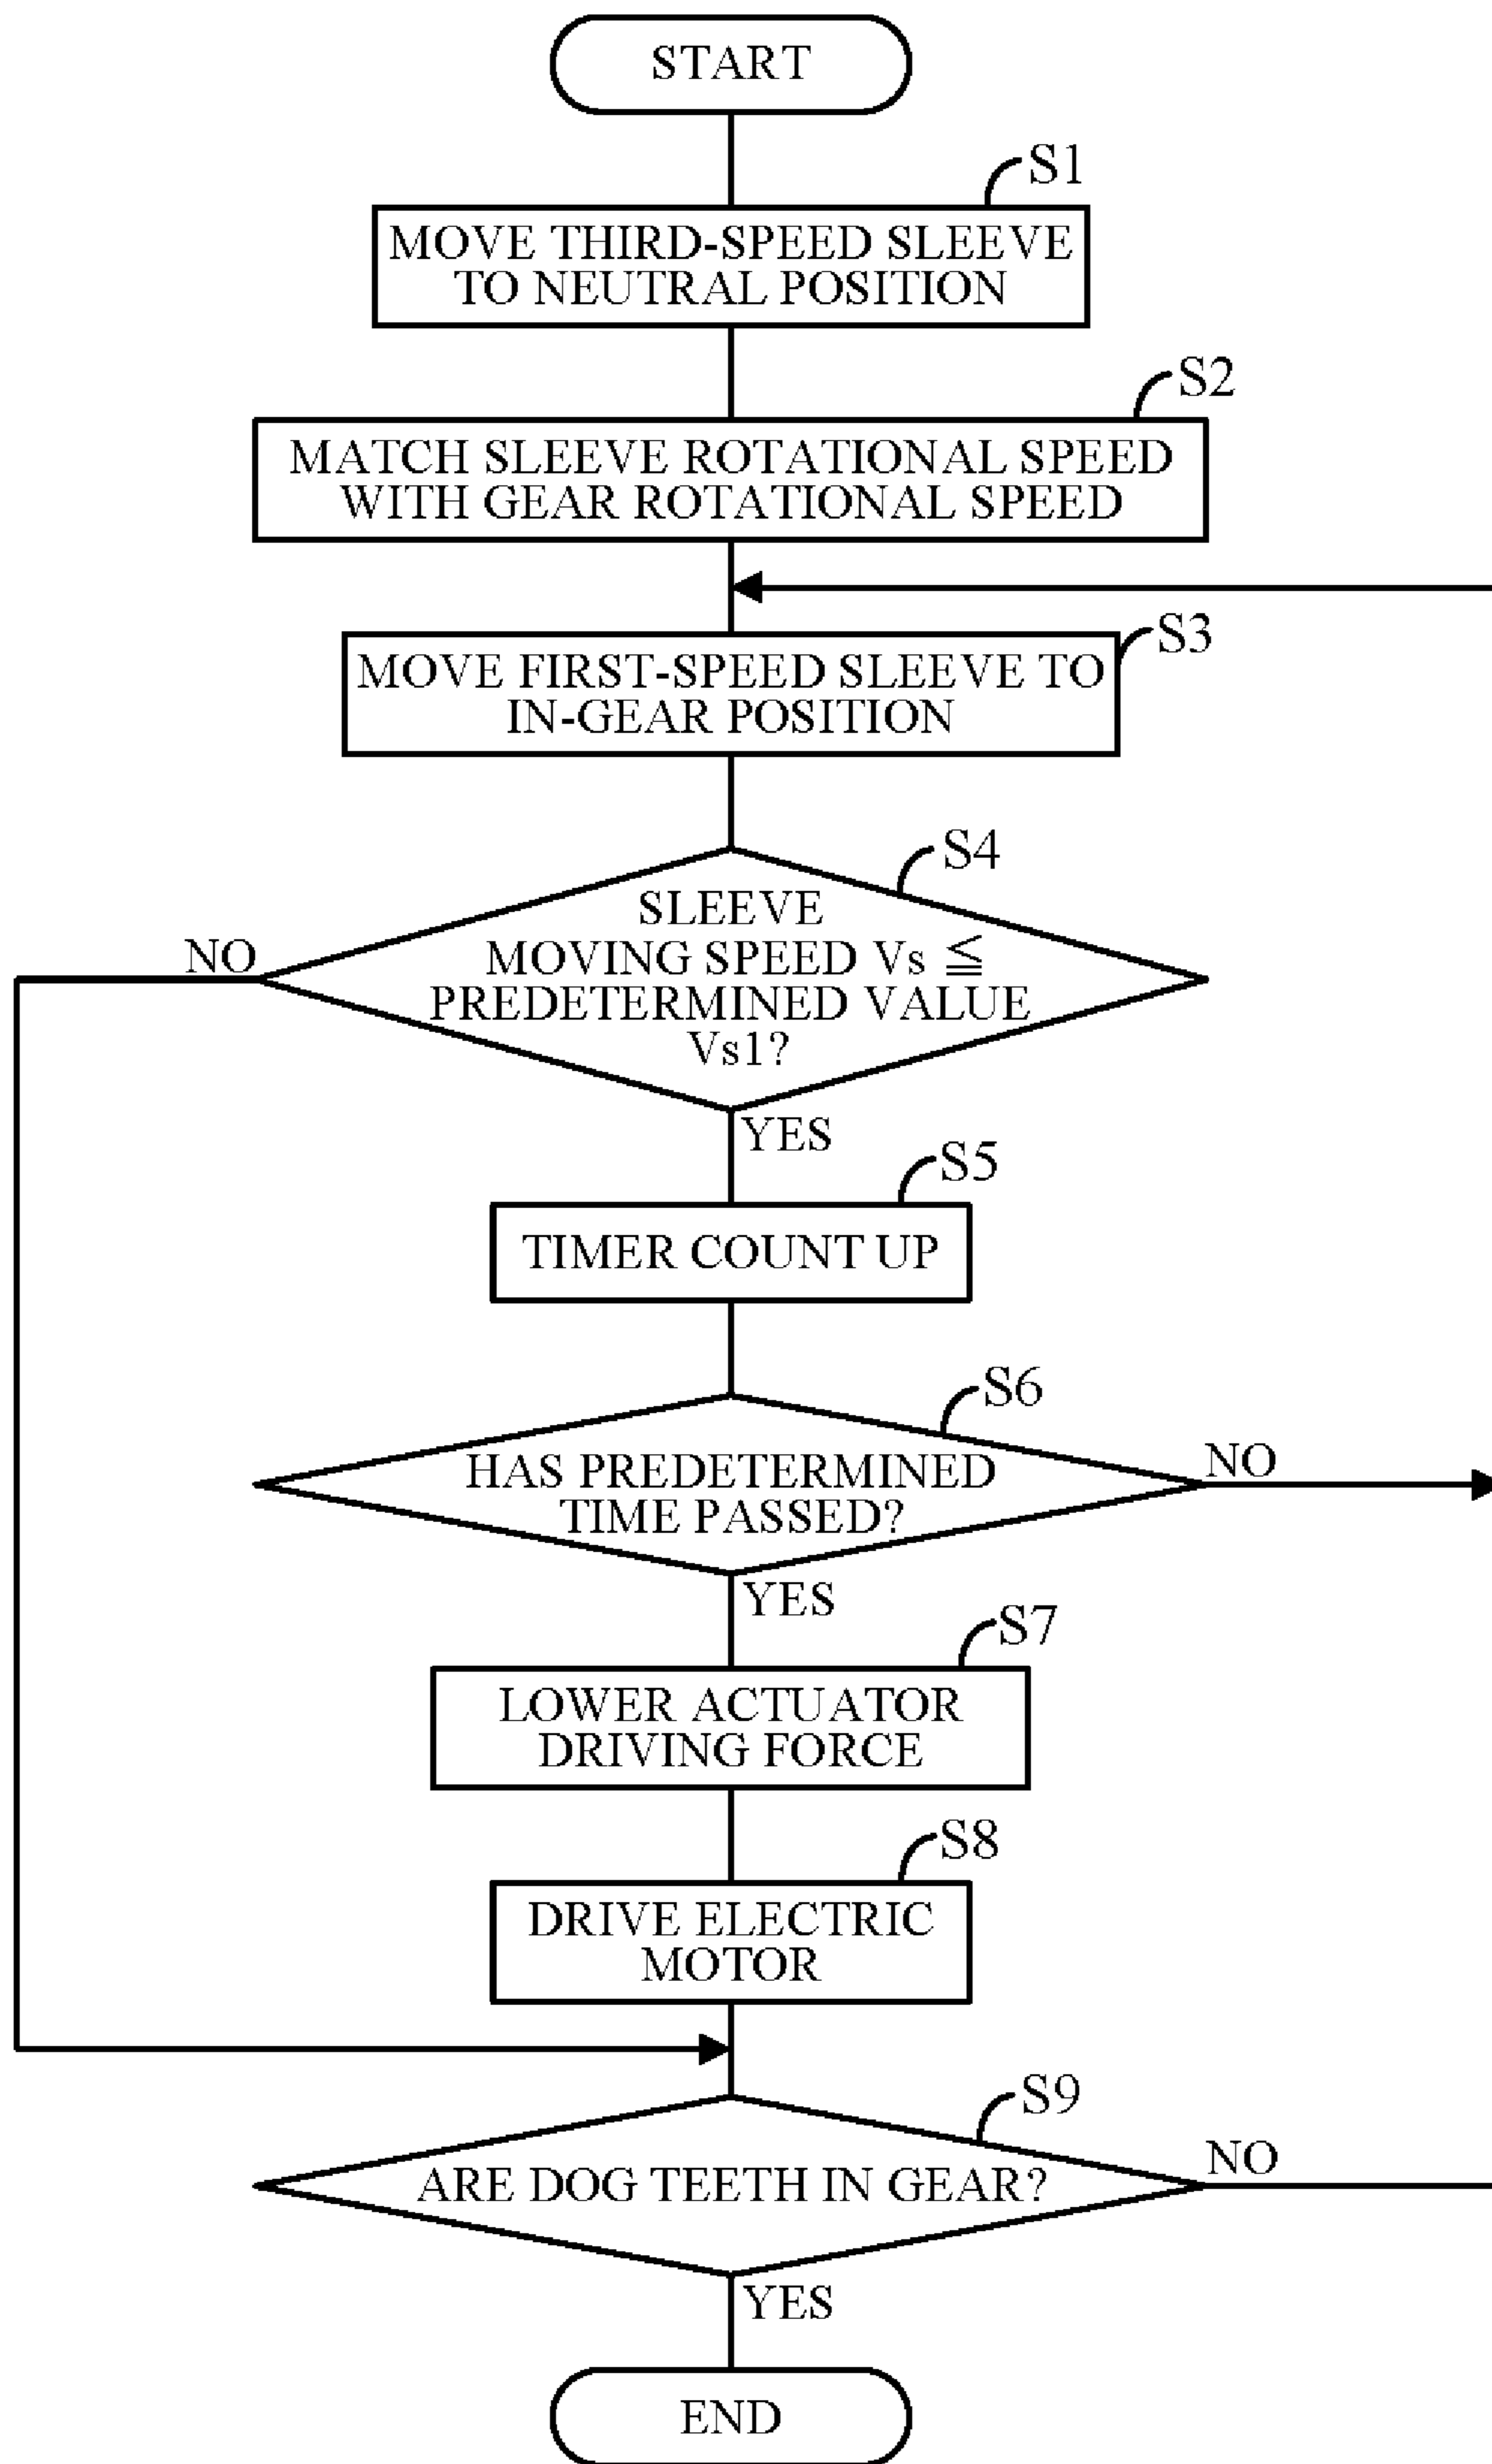 START
S1
MOVE THIRD-SPEED SLEEVE
TO NEUTRAL POSITION
S2
MATCH SLEEVE ROTATIONAL SPEED
WITH GEAR ROTATIONAL SPEED
S3
MOVE FIRST-SPEED SLEEVE TO
IN-GEAR POSITION
S4
SLEEVE
MOVING SPEED Vs ≦
PREDETERMINED VALUE
Vs1?
NO
YES
S5
TIMER COUNT UP
S6
HAS PREDETERMINED
TIME PASSED?
NO
YES
S7
LOWER ACTUATOR
DRIVING FORCE
S8
DRIVE ELECTRIC
MOTOR
S9
ARE DOG TEETH IN GEAR?
NO
YES
END